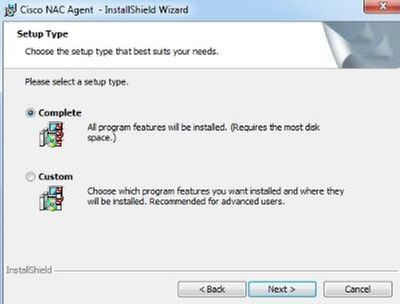 Cisco NAC Agent - InstallShield Wizard
Setup Type
Choose the setup type that best suits your needs.
Please select a setup type.
Complete
All program features will be installed. (Requires the most disk
space.)
Custom
Choose which program features you want installed and where they
will be installed. Recommended for advanced users.
InstallShield
< Back
Next >
Cancel